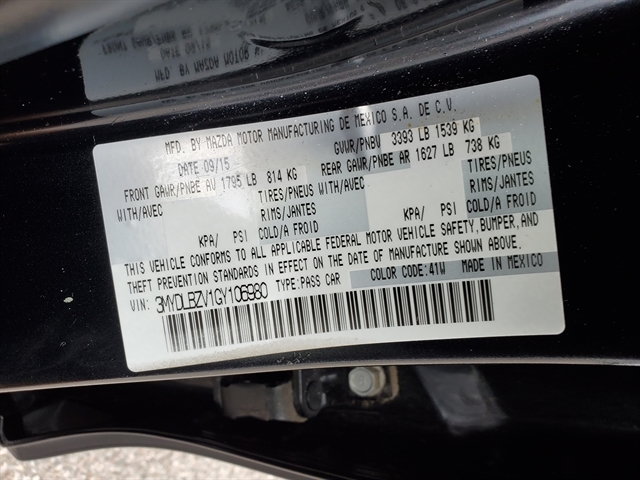 MFD. BY MAZDA MOTOR MANUFACTURING DE MEXICO S.A. DE C.V.
DATE 09/15 GVWR/PNBV 3393 LB 1539 KG
FRONT GAWR/PNBE AV 1795 LB 814 KG REAR GAWR/PNBE AR 1627 LB 738 KG
WITH/AVEC TIRES/PNEUS WITH/AVEC TIRES/PNEUS
RIMS/JANTES RIMS/JANTES
KPA/ PSI COLD/A FROID KPA/ PSI COLD/A FROID
THIS VEHICLE CONFORMS TO ALL APPLICABLE FEDERAL MOTOR VEHICLE SAFETY, BUMPER, AND
THEFT PREVENTION STANDARDS IN EFFECT ON THE DATE OF MANUFACTURE SHOWN ABOVE.
VIN: 3MYDLBZV1GY106980 TYPE:PASS CAR COLOR CODE:41W MADE IN MEXICO